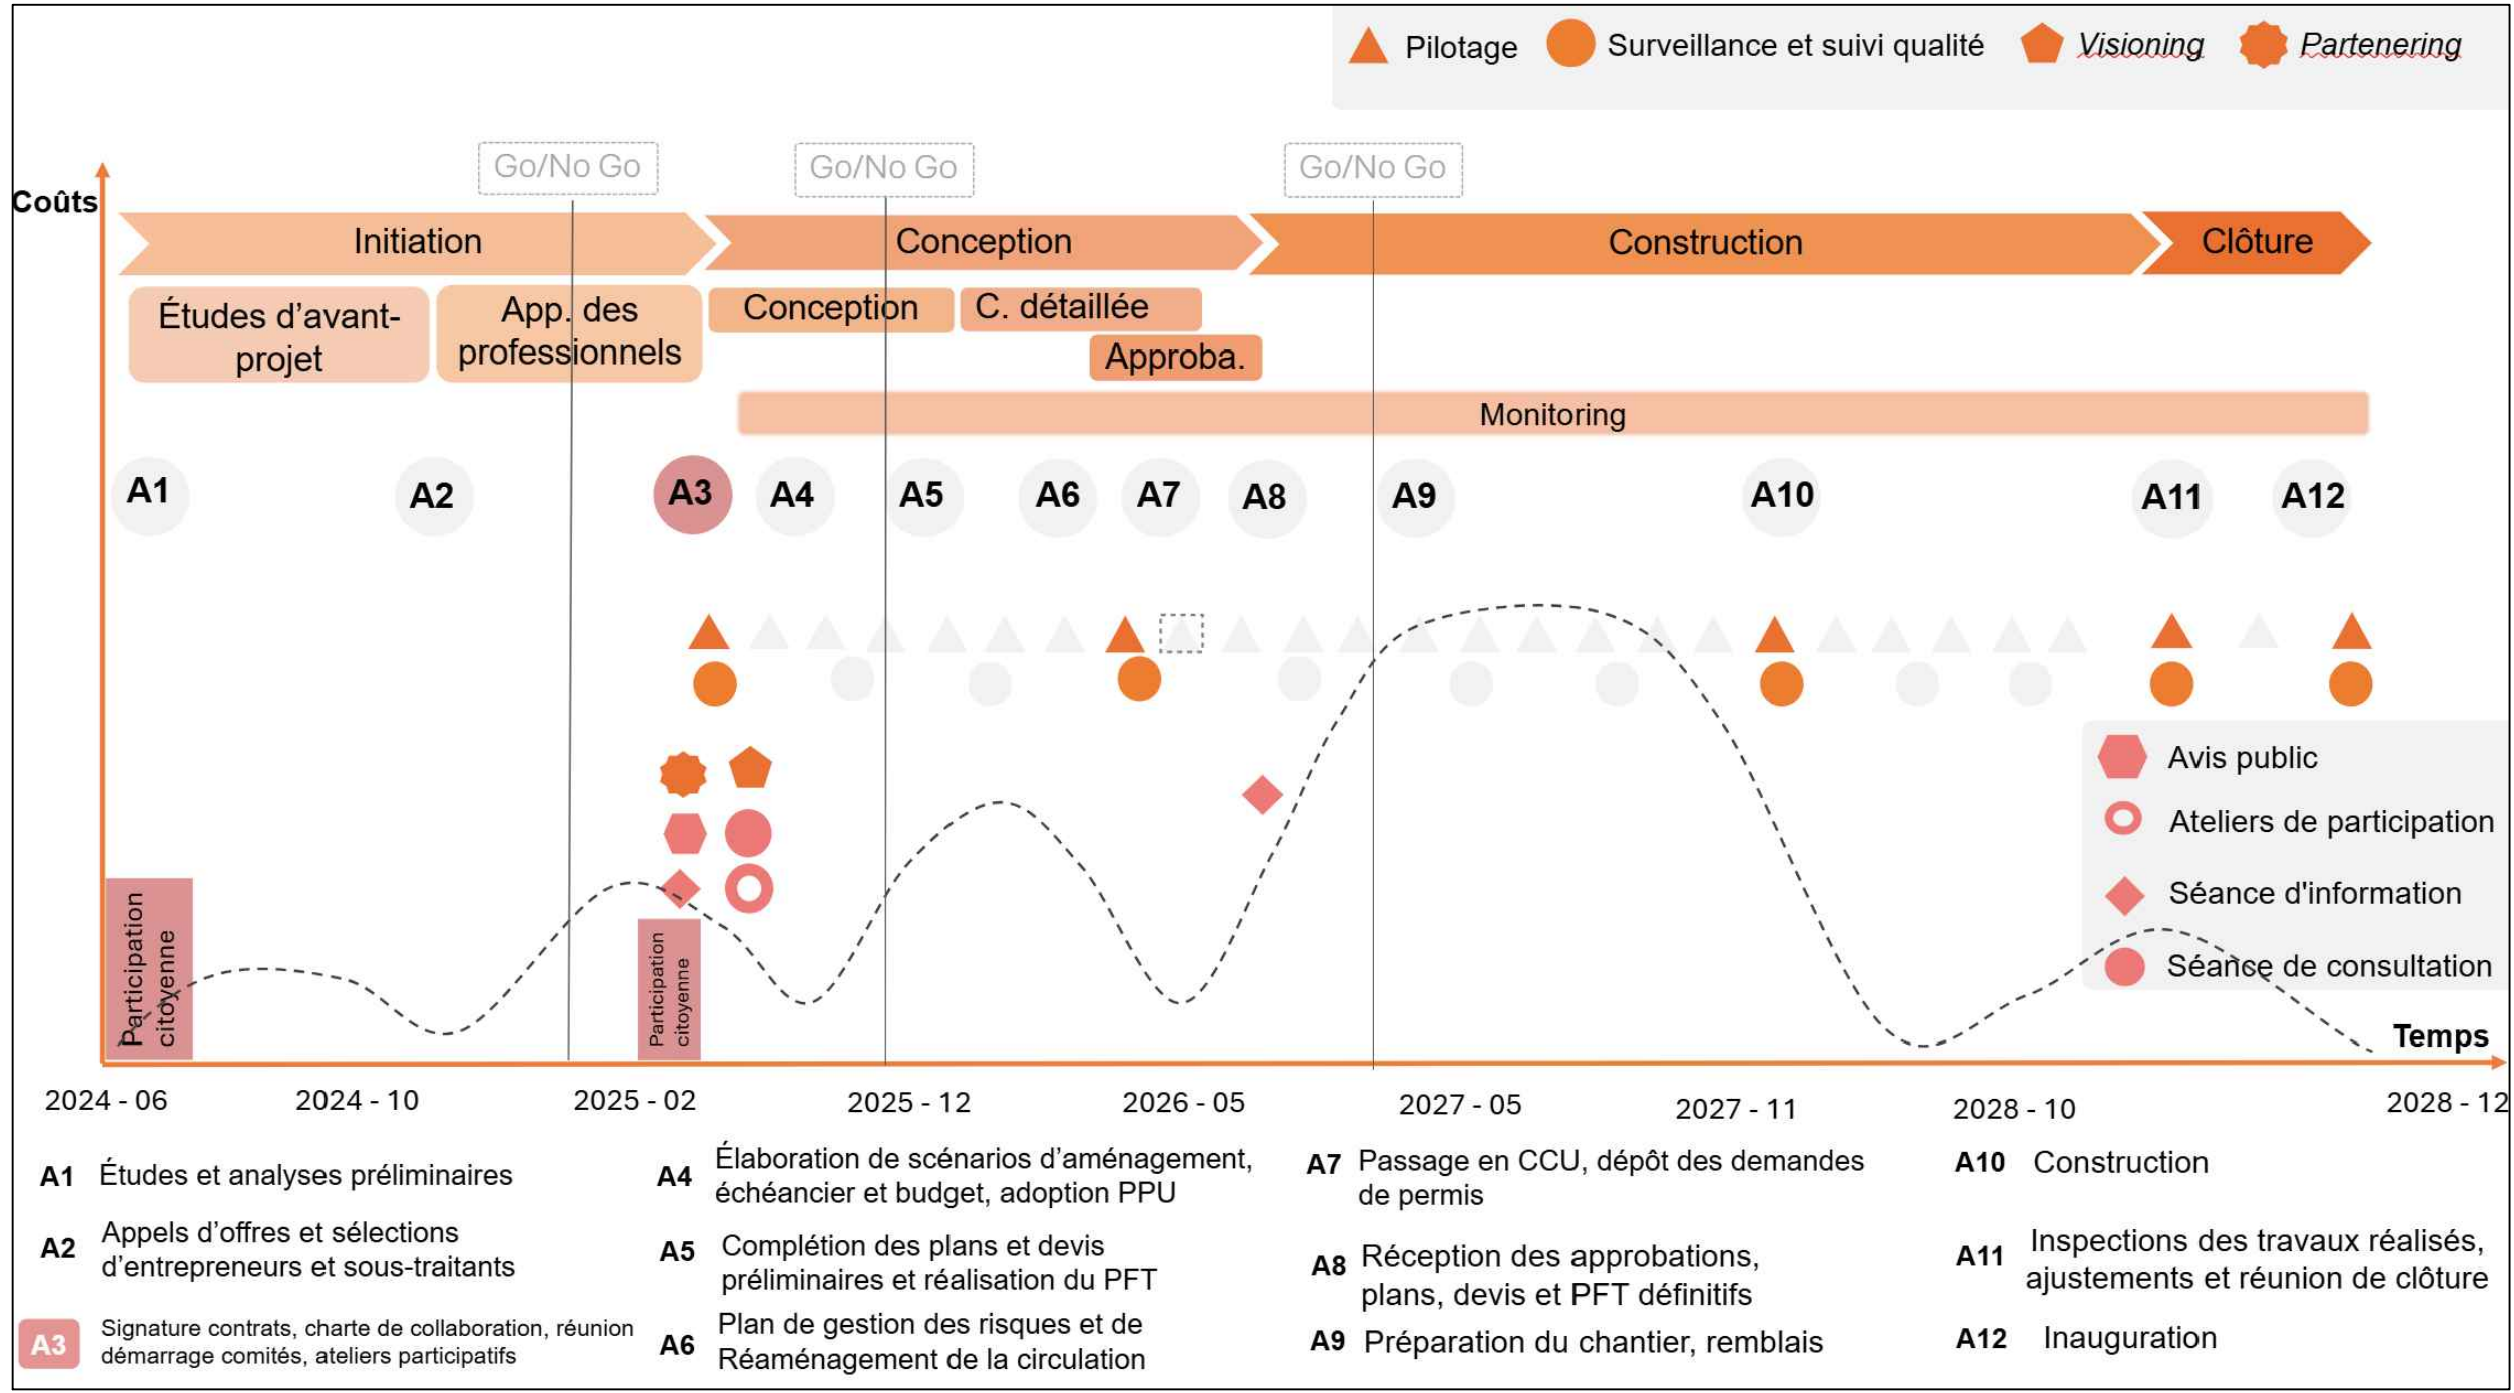 Pilotage
Surveillance et suivi qualité
Visioning
Partenering
Go/No Go
Go/No Go
Go/No Go
Coûts
Initiation
Conception
Construction
Clôture
Études d’avant-
projet
App. des
professionnels
Conception
C. détaillée
Approba.
Monitoring
A1
A2
A3
A4
A5
A6
A7
A8
A9
A10
A11
A12
Avis public
Ateliers de participation
Séance d'information
Séance de consultation
Participation
citoyenne
Participation
citoyenne
Temps
2024 - 06
2024 - 10
2025 - 02
2025 - 12
2026 - 05
2027 - 05
2027 - 11
2028 - 10
2028 - 12
A1 Études et analyses préliminaires
A2 Appels d’offres et sélections
d’entrepreneurs et sous-traitants
A3 Signature contrats, charte de collaboration, réunion
démarrage comités, ateliers participatifs
A4 Élaboration de scénarios d’aménagement,
échéancier et budget, adoption PPU
A5 Complétion des plans et devis
préliminaires et réalisation du PFT
A6 Plan de gestion des risques et de
Réaménagement de la circulation
A7 Passage en CCU, dépôt des demandes
de permis
A8 Réception des approbations,
plans, devis et PFT définitifs
A9 Préparation du chantier, remblais
A10 Construction
A11 Inspections des travaux réalisés,
ajustements et réunion de clôture
A12 Inauguration